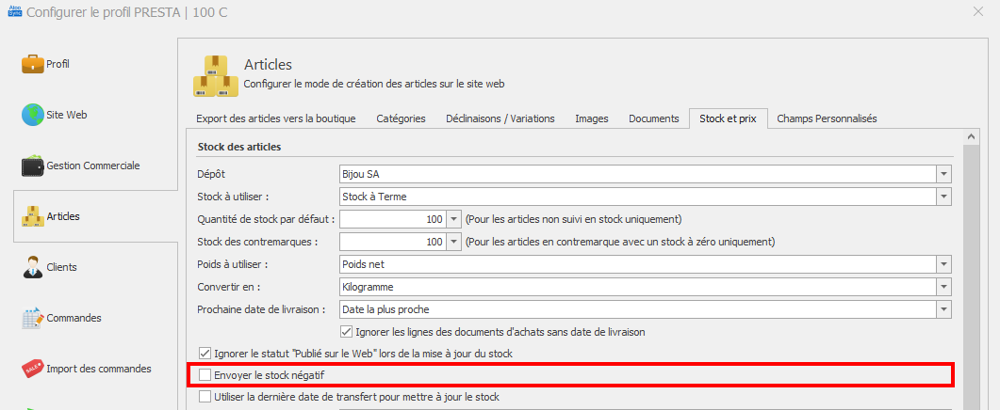 Atoo
Sync
Configurer le profil PRESTA | 100 C
Profil
Site Web
Gestion Commerciale
Articles
Clients
Commandes
Import des commandes
SALE
Articles
Configurer le mode de création des articles sur le site web
Export des articles vers la boutique Catégories Déclinaisons / Variations Images Documents Stock et prix Champs Personnalisés
Stock des articles
Dépôt Bijou SA
Stock à utiliser : Stock à Terme
Quantité de stock par défaut : 100 (Pour les articles non suivi en stock uniquement)
Stock des contremarques : 100 (Pour les articles en contremarque avec un stock à zéro uniquement)
Poids à utiliser : Poids net
Convertir en : Kilogramme
Prochaine date de livraison : Date la plus proche
Ignorer les lignes des documents d'achats sans date de livraison
Ignorer le statut "Publié sur le Web" lors de la mise à jour du stock
Envoyer le stock négatif
Utiliser la dernière date de transfert pour mettre à jour le stock